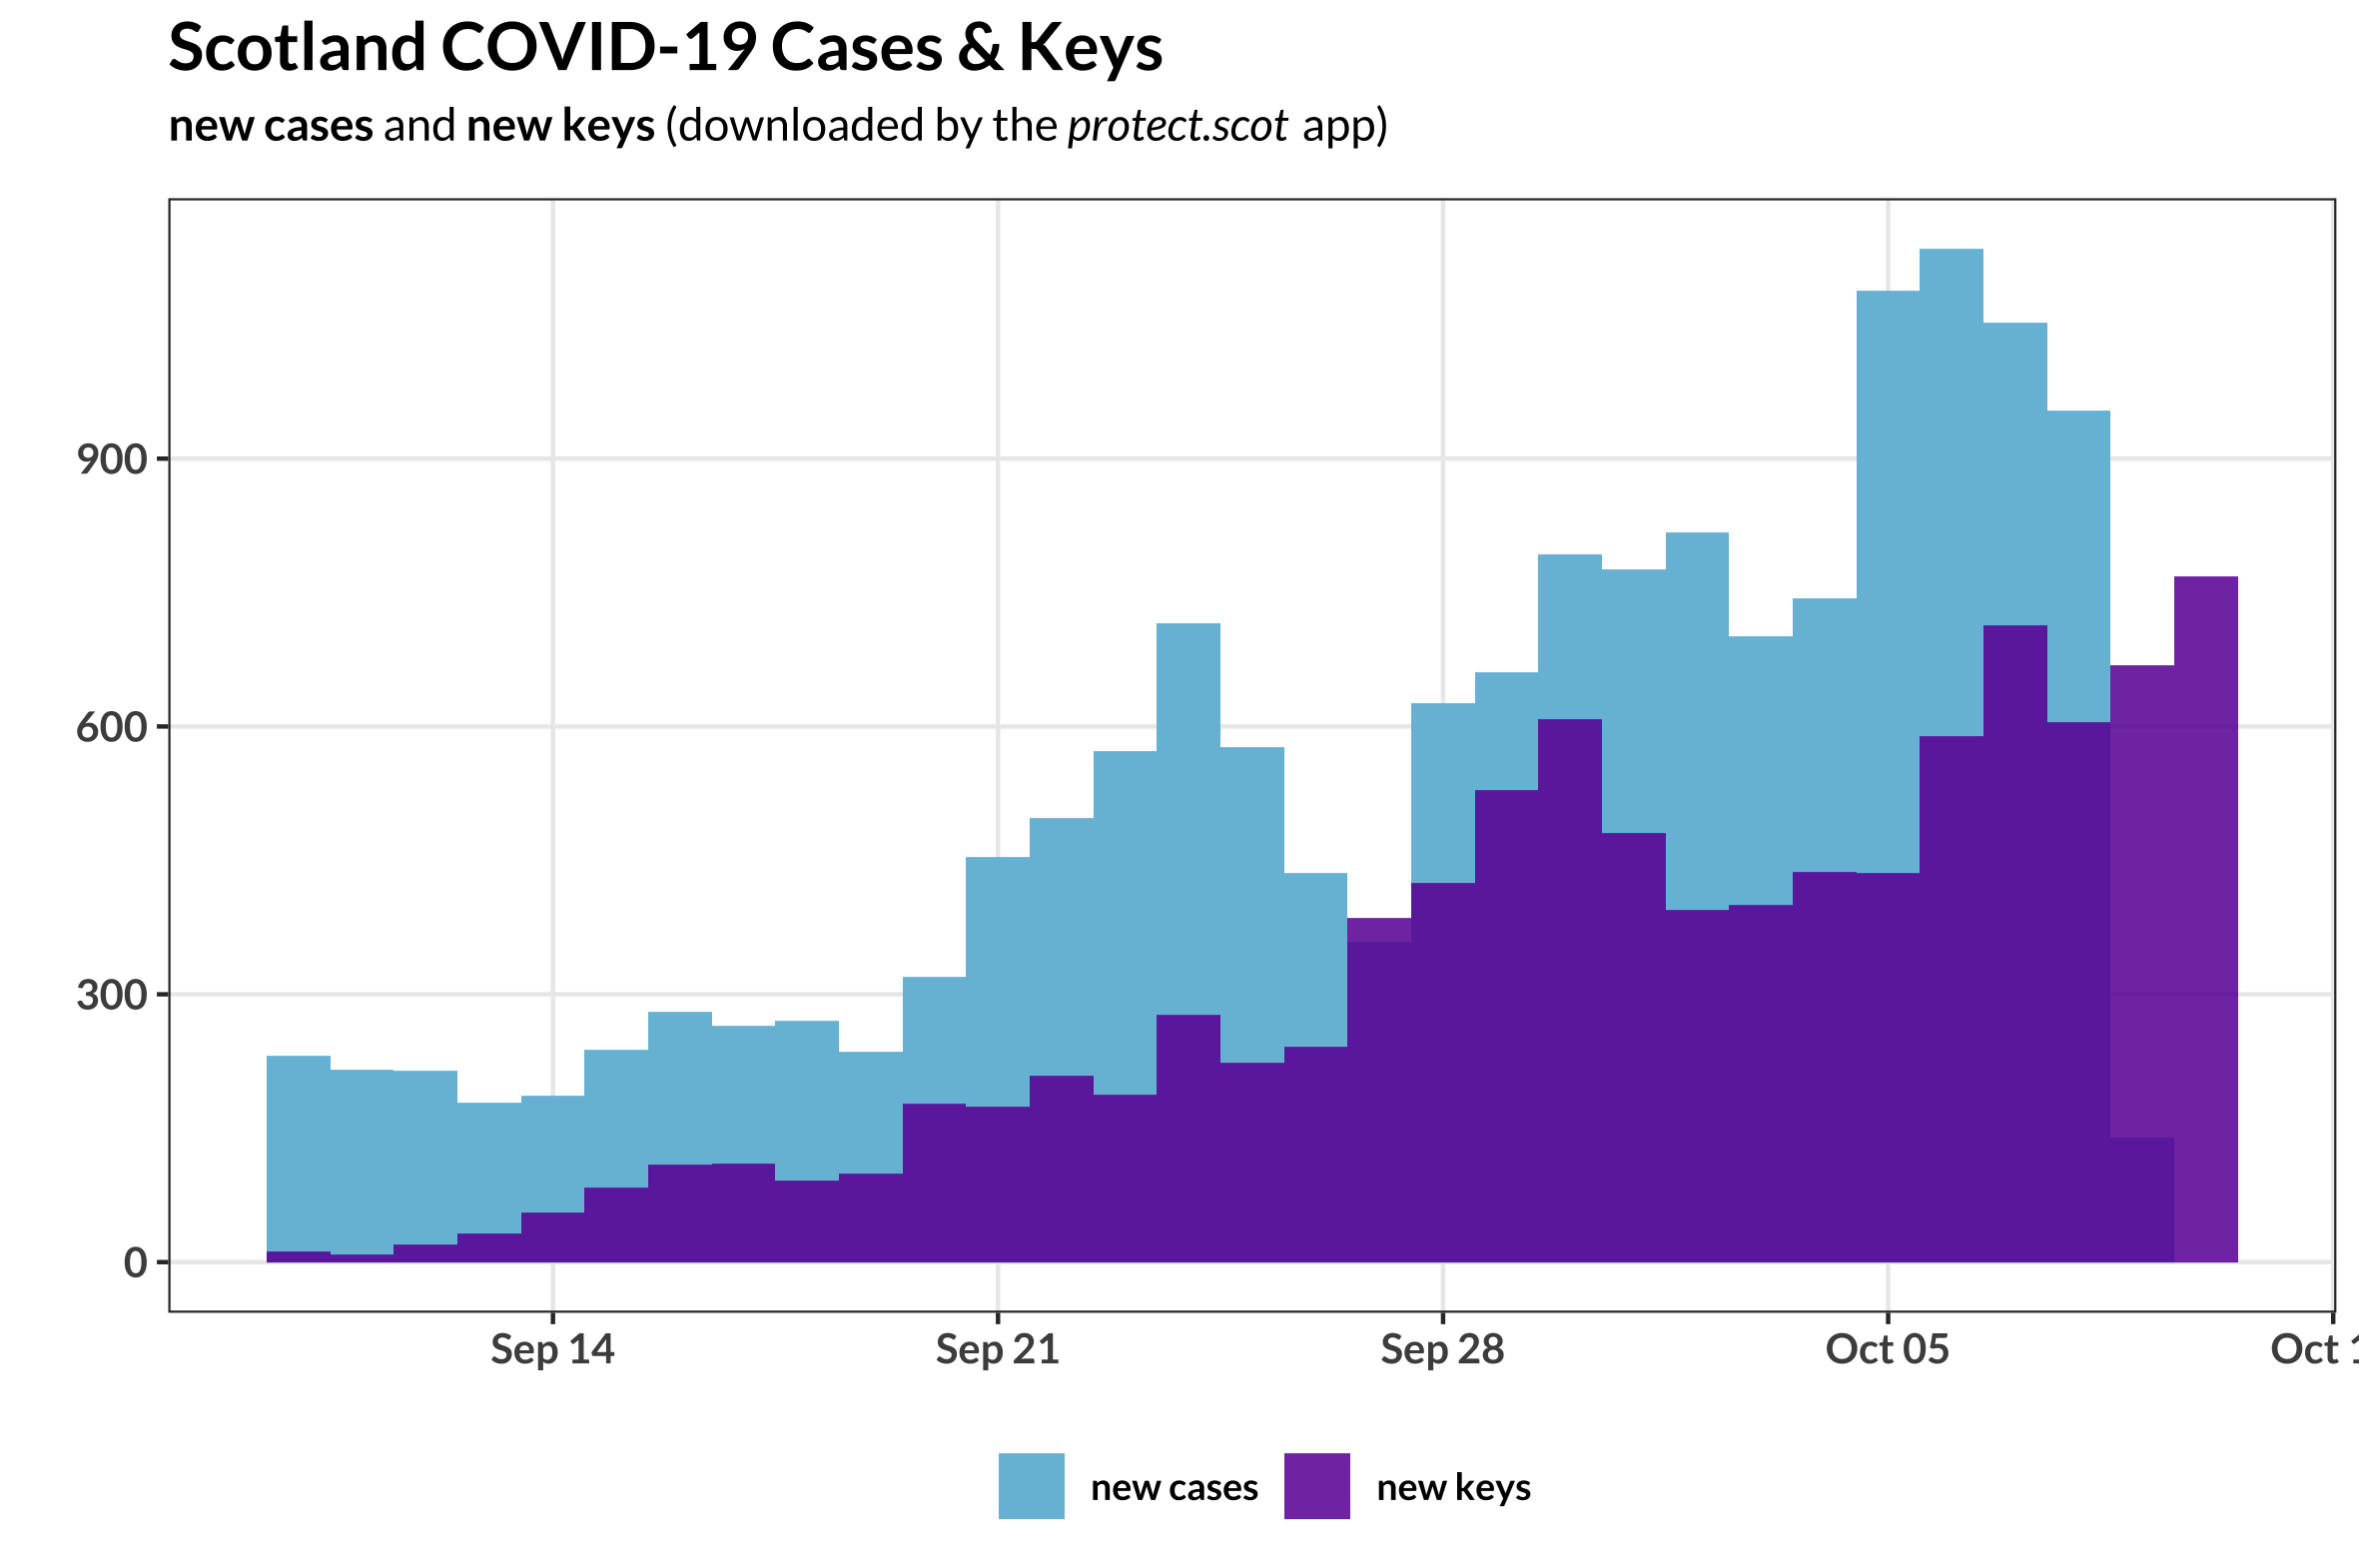 Scotland COVID-19 Cases & Keys
new cases and new keys (downloaded by the protect.scot app)
900
600
300
0
Sep 14 Sep 21 Sep 28 Oct 05 Oct
new cases new keys